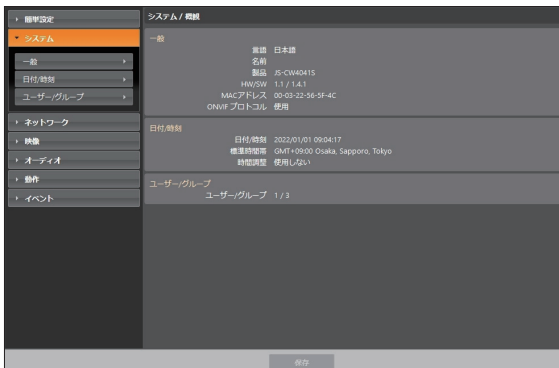 簡単設定
システム
一般
日付/時刻
ユーザー/グループ
ネットワーク
映像
オーディオ
動作
イベント
システム / 概観
一般
言語 日本語
名前
製品 JS-CW4041S
HW/SW 1.1 / 1.4.1
MACアドレス 00-03-22-56-5F-4C
ONVIF プロトコル 使用
日付/時刻
日付/時刻 2022/01/01 09:04:17
標準時間帯 GMT+09:00 Osaka, Sapporo, Tokyo
時間調整 使用しない
ユーザー/グループ
ユーザー/グループ 1 / 3
保存